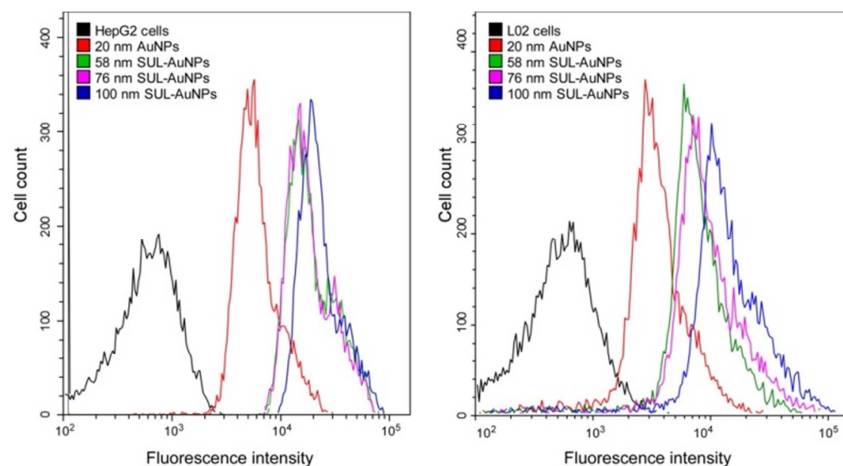 HepG2 cells
20 nm AuNPs
58 nm SUL-AuNPs
76 nm SUL-AuNPs
100 nm SUL-AuNPs
Cell count
0
100
200
300
400
10²
10³
10⁴
10⁵
Fluorescence intensity
L02 cells
20 nm AuNPs
58 nm SUL-AuNPs
76 nm SUL-AuNPs
100 nm SUL-AuNPs
Cell count
0
100
200
300
400
10²
10³
10⁴
10⁵
Fluorescence intensity